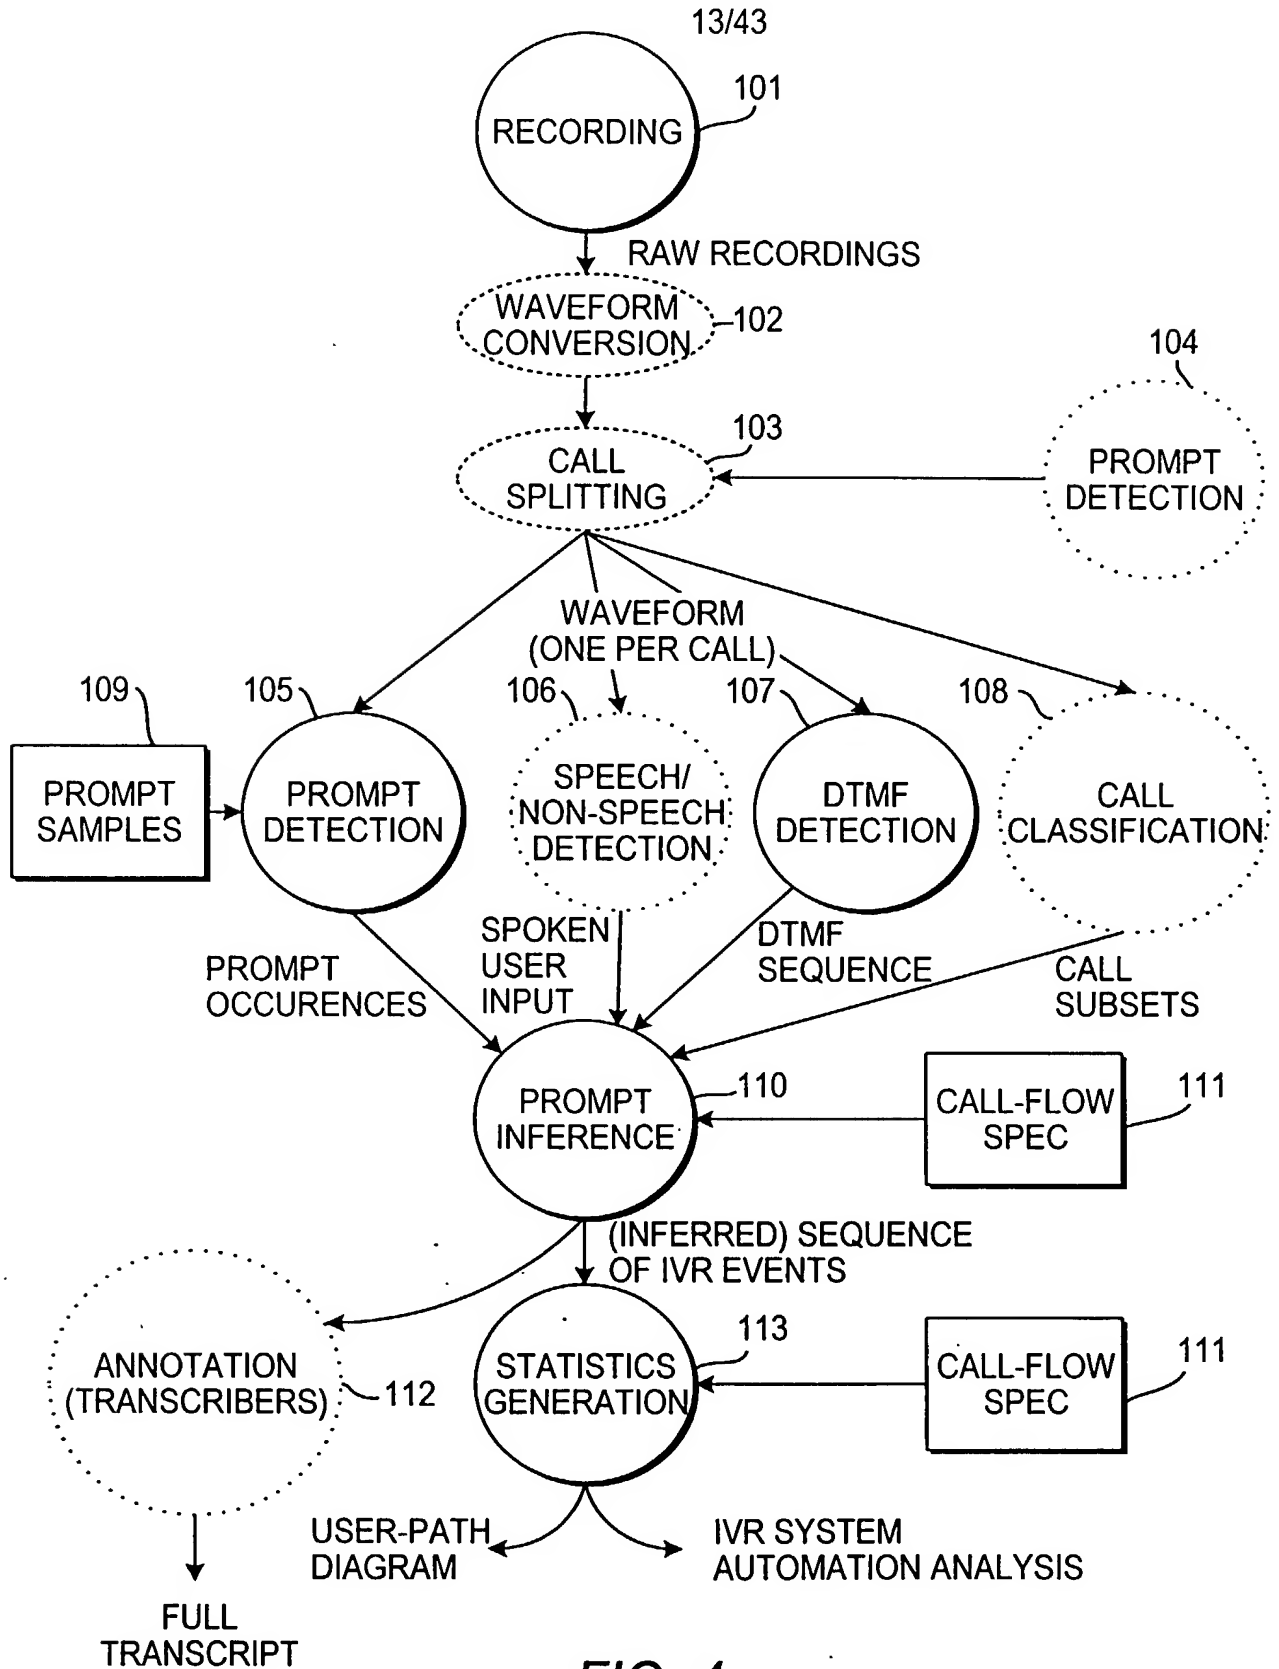 13/43
101
RECORDING
RAW RECORDINGS
WAVEFORM
CONVERSION
102
104
103
CALL
SPLITTING
PROMPT
DETECTION
WAVEFORM
(ONE PER CALL)
109
105
106
107
108
PROMPT
SAMPLES
PROMPT
DETECTION
SPEECH/
NON-SPEECH
DETECTION
DTMF
DETECTION
CALL
CLASSIFICATION
PROMPT
OCCURENCES
SPOKEN
USER
INPUT
DTMF
SEQUENCE
CALL
SUBSETS
PROMPT
INFERENCE
110
CALL-FLOW
SPEC
111
(INFERRED) SEQUENCE
OF IVR EVENTS
ANNOTATION
(TRANSCRIBERS)
112
STATISTICS
GENERATION
113
CALL-FLOW
SPEC
111
USER-PATH
DIAGRAM
IVR SYSTEM
AUTOMATION ANALYSIS
FULL
TRANSCRIPT